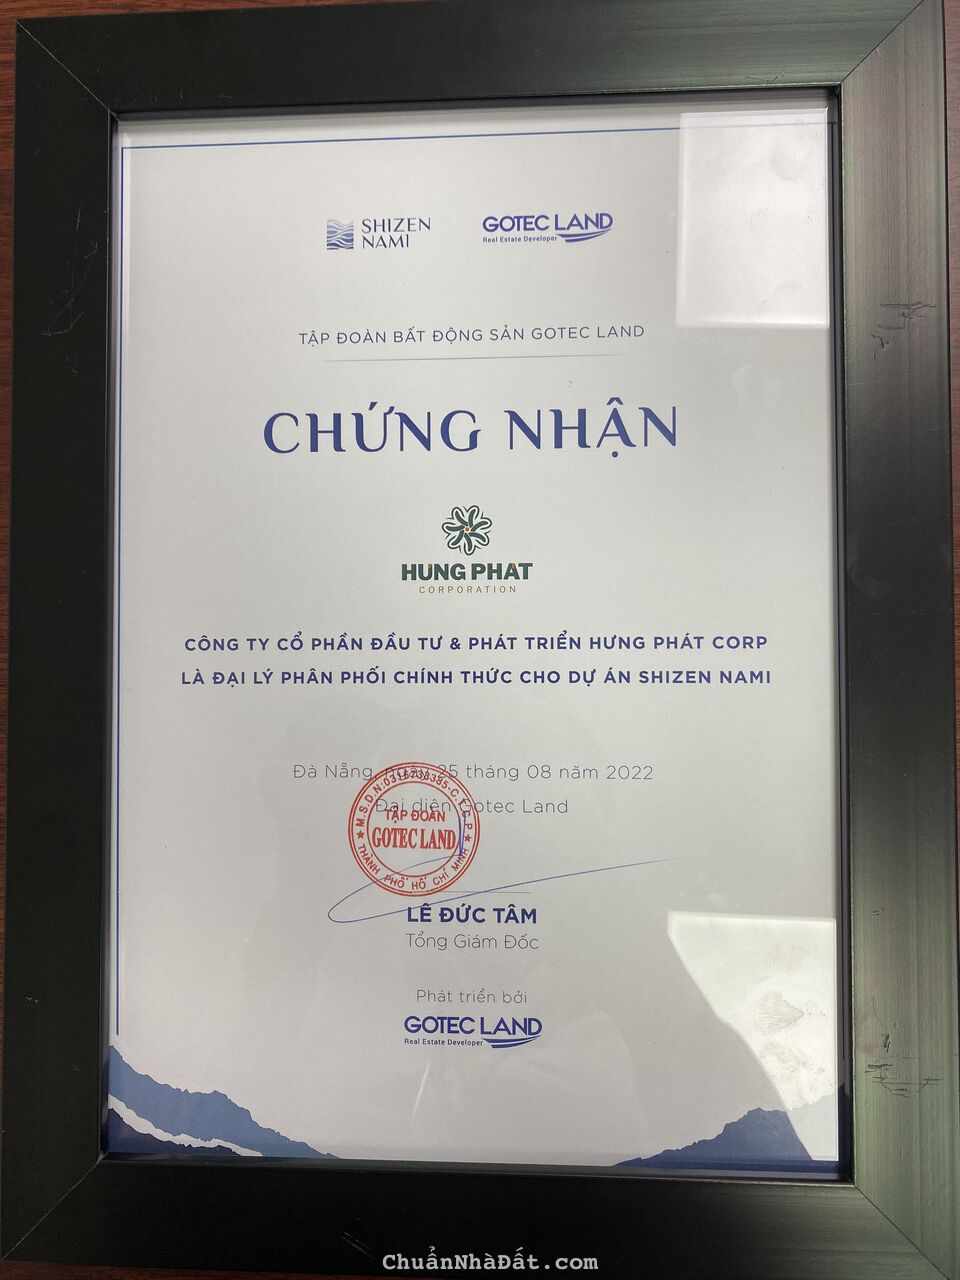 SHIZEN
NAMI
GOTEC LAND
Real Estate Developer
TẬP ĐOÀN BẤT ĐỘNG SẢN GOTEC LAND
CHỨNG NHẬN
HƯNG PHÁT
CORPORATION
CÔNG TY CỔ PHẦN ĐẦU TƯ & PHÁT TRIỂN HƯNG PHÁT CORP
LÀ ĐẠI LÝ PHÂN PHỐI CHÍNH THỨC CHO DỰ ÁN SHIZEN NAMI
Đà Nẵng, ngày 25 tháng 08 năm 2022
Đại diện Gotec Land
M.S.D.N:0316733385-C.T.C.P
TẬP ĐOÀN
GOTEC LAND
THÀNH PHỐ HỒ CHÍ MINH
LÊ ĐỨC TÂM
Tổng Giám Đốc
Phát triển bởi
GOTEC LAND
Real Estate Developer
ChuẩnNhàĐất.com